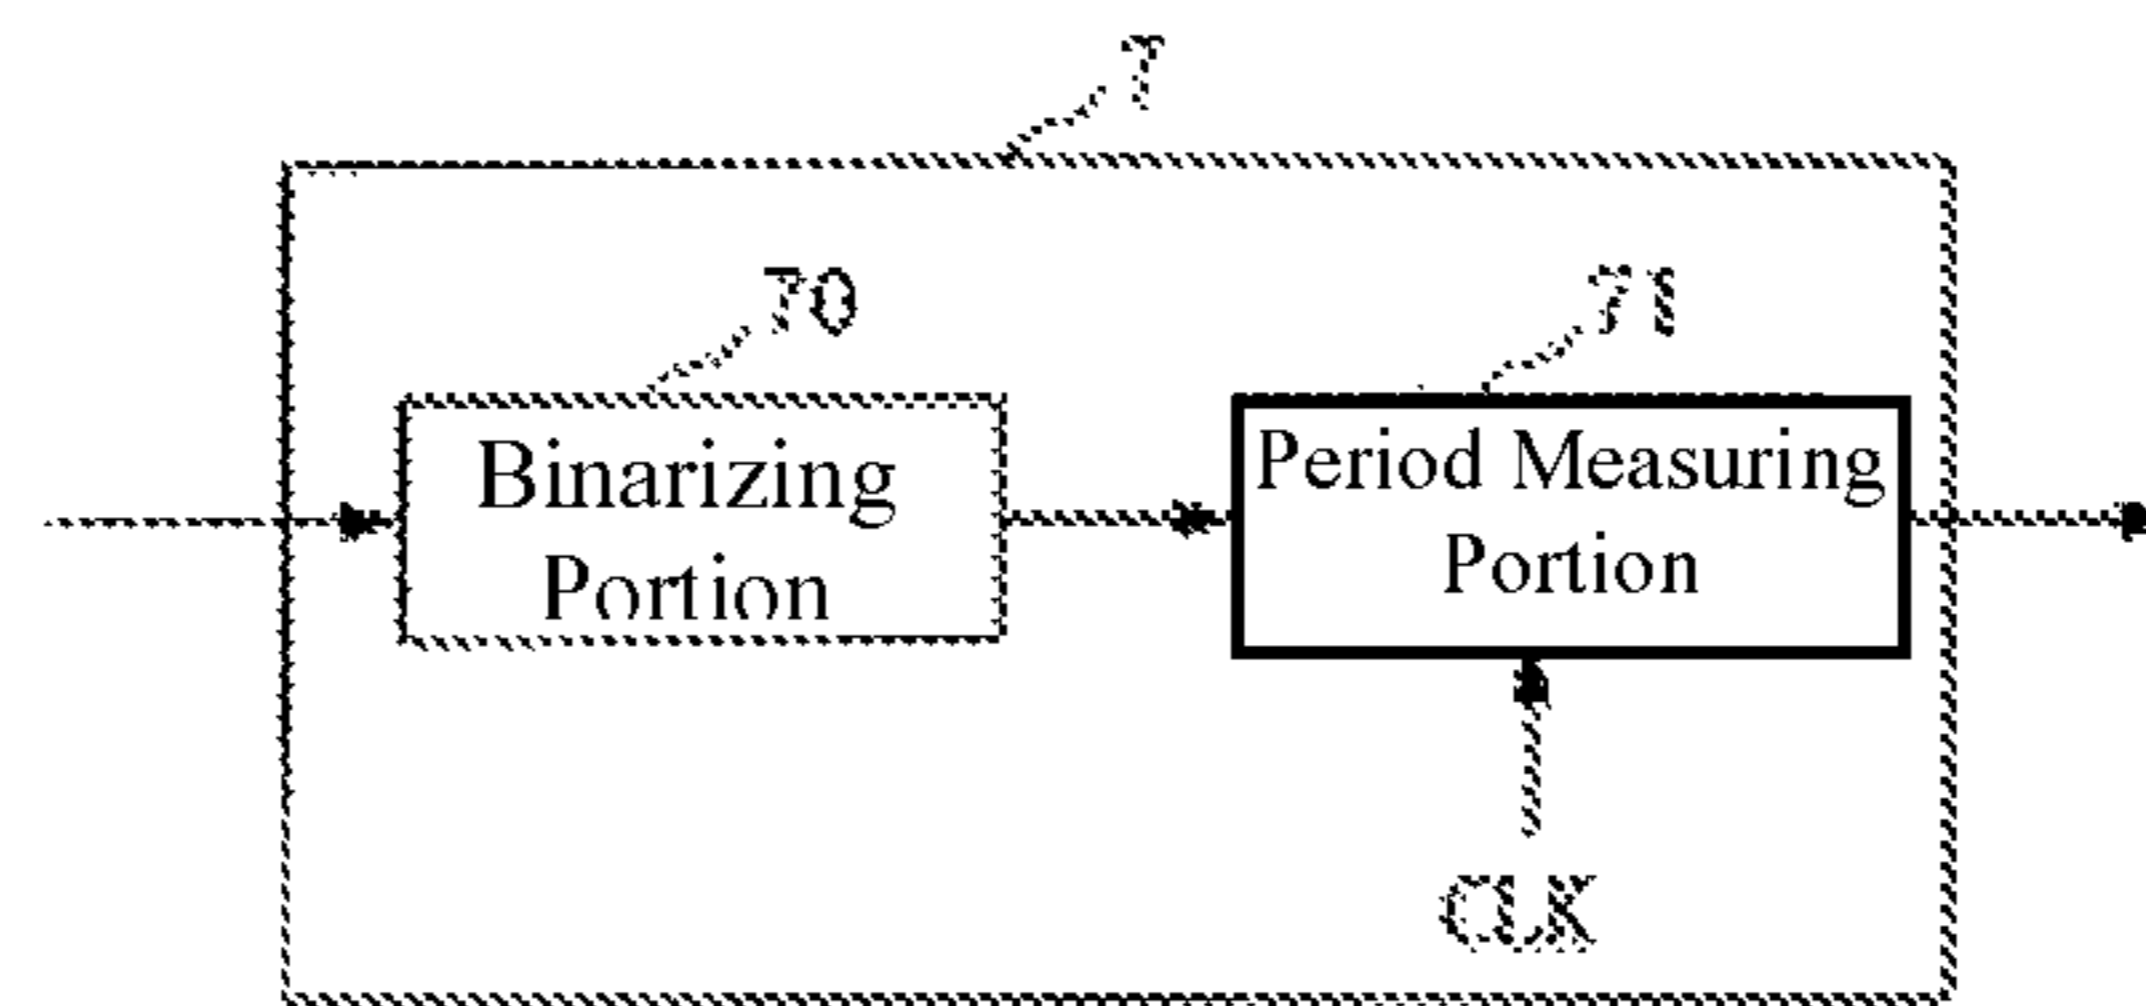 7
70
71
Binarizing
Portion
Period Measuring
Portion
CLK